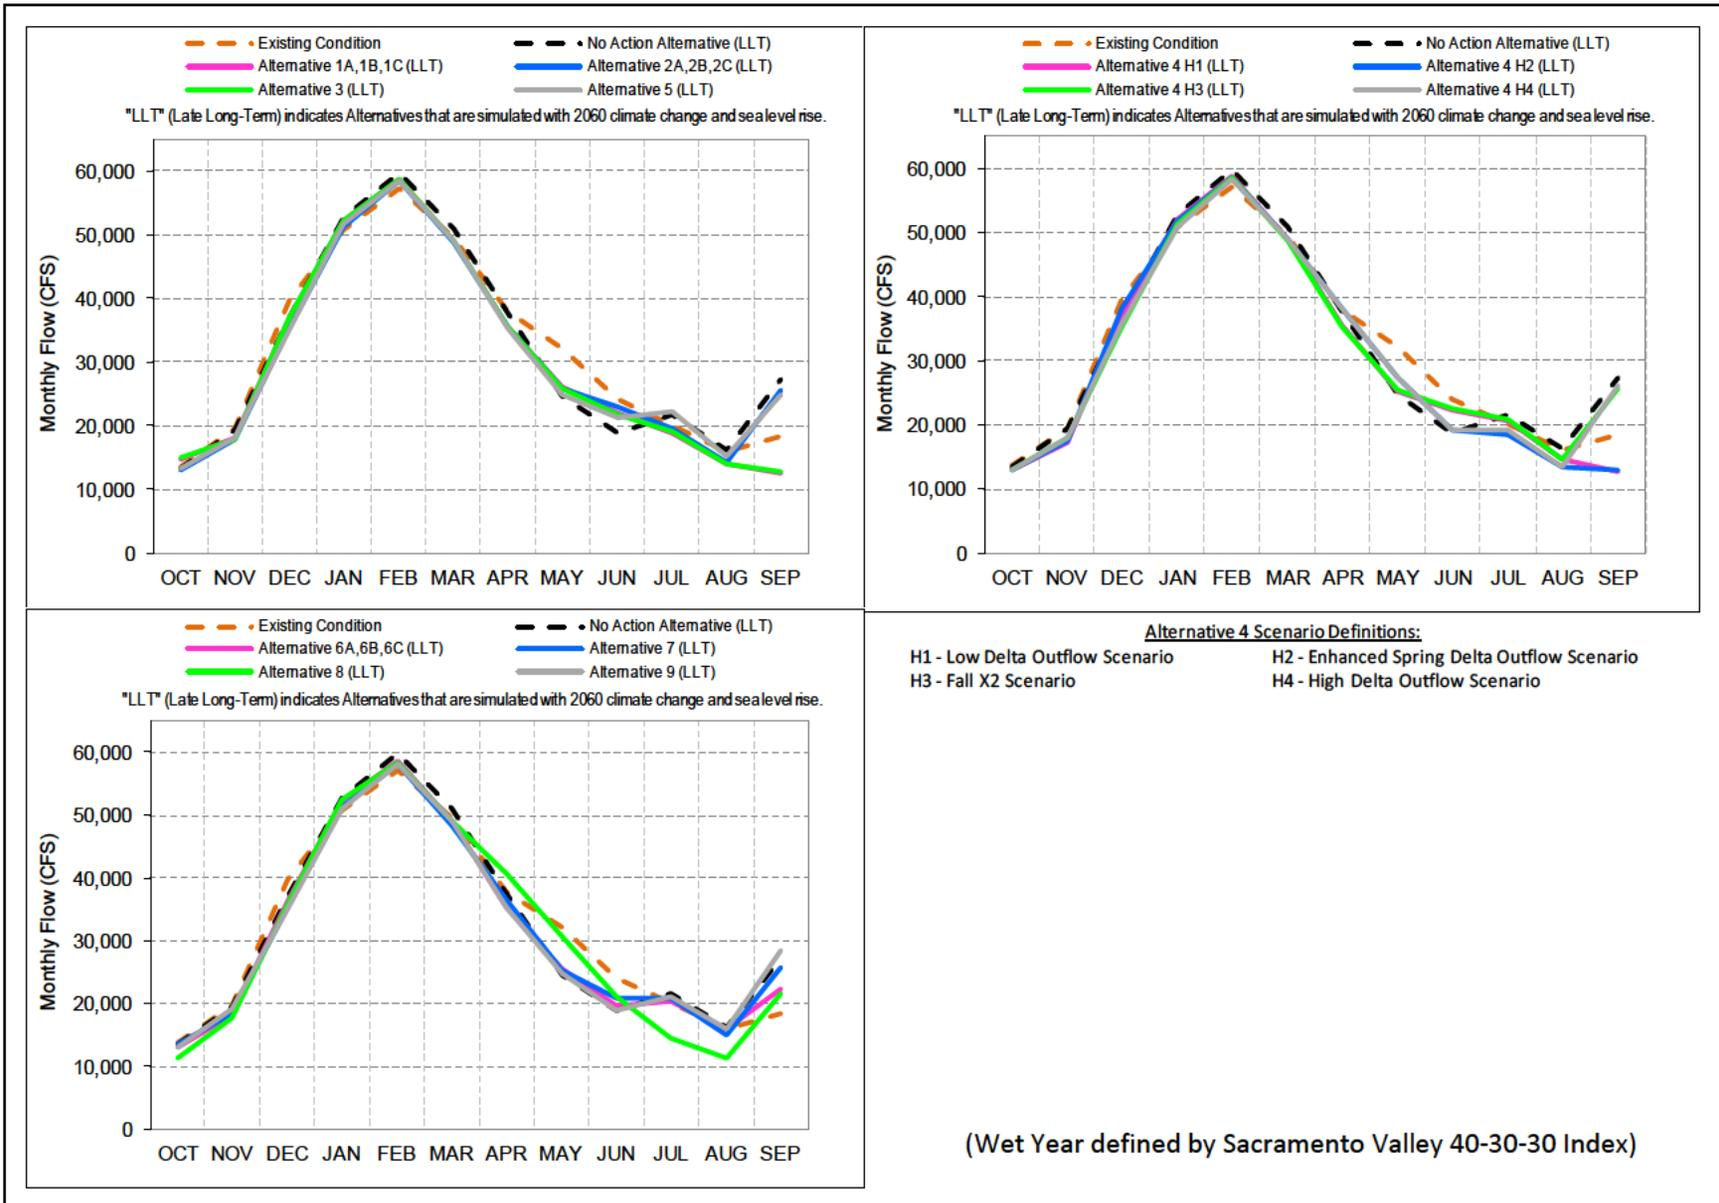 Existing Condition No Action Alternative (LLT)
Alternative 1A,1B,1C (LLT) Alternative 2A,2B,2C (LLT)
Alternative 3 (LLT) Alternative 5 (LLT)
"LLT" (Late Long-Term) indicates Alternatives that are simulated with 2060 climate change and sea level rise.
Monthly Flow (CFS)
60,000
50,000
40,000
30,000
20,000
10,000
0
OCT NOV DEC JAN FEB MAR APR MAY JUN JUL AUG SEP
Existing Condition No Action Alternative (LLT)
Alternative 4 H1 (LLT) Alternative 4 H2 (LLT)
Alternative 4 H3 (LLT) Alternative 4 H4 (LLT)
"LLT" (Late Long-Term) indicates Alternatives that are simulated with 2060 climate change and sea level rise.
Monthly Flow (CFS)
60,000
50,000
40,000
30,000
20,000
10,000
0
OCT NOV DEC JAN FEB MAR APR MAY JUN JUL AUG SEP
Existing Condition No Action Alternative (LLT)
Alternative 6A,6B,6C (LLT) Alternative 7 (LLT)
Alternative 8 (LLT) Alternative 9 (LLT)
"LLT" (Late Long-Term) indicates Alternatives that are simulated with 2060 climate change and sea level rise.
Monthly Flow (CFS)
60,000
50,000
40,000
30,000
20,000
10,000
0
OCT NOV DEC JAN FEB MAR APR MAY JUN JUL AUG SEP
Alternative 4 Scenario Definitions:
H1 - Low Delta Outflow Scenario H2 - Enhanced Spring Delta Outflow Scenario
H3 - Fall X2 Scenario H4 - High Delta Outflow Scenario
(Wet Year defined by Sacramento Valley 40-30-30 Index)